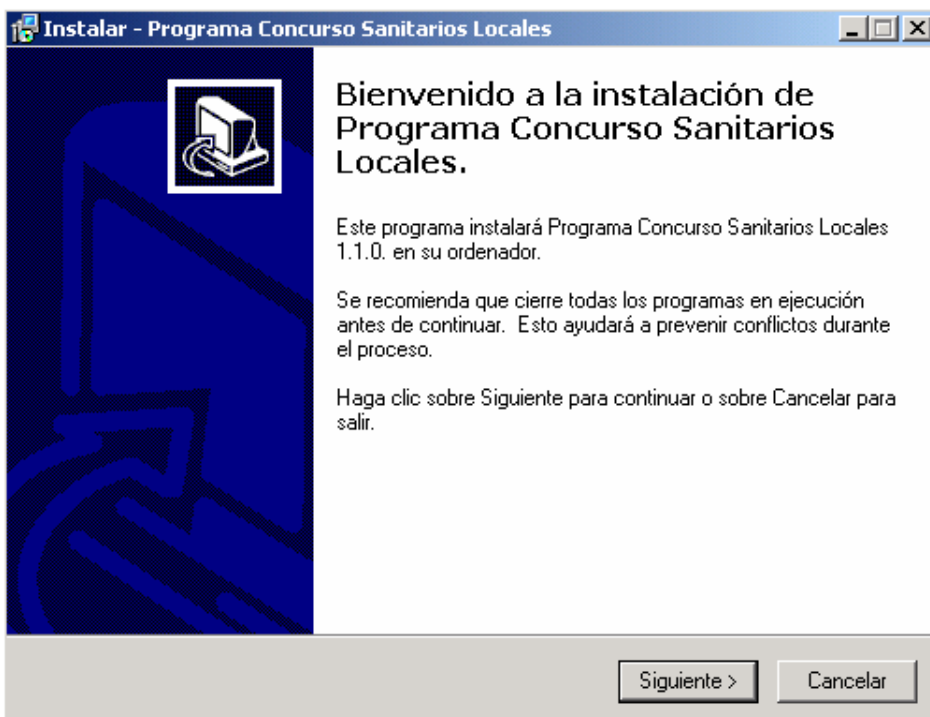 Instalar - Programa Concurso Sanitarios Locales
Bienvenido a la instalación de
Programa Concurso Sanitarios
Locales.
Este programa instalará Programa Concurso Sanitarios Locales
1.1.0. en su ordenador.
Se recomienda que cierre todas los programas en ejecución
antes de continuar.  Esto ayudará a prevenir conflictos durante
el proceso.
Haga clic sobre Siguiente para continuar o sobre Cancelar para
salir.
Siguiente > Cancelar